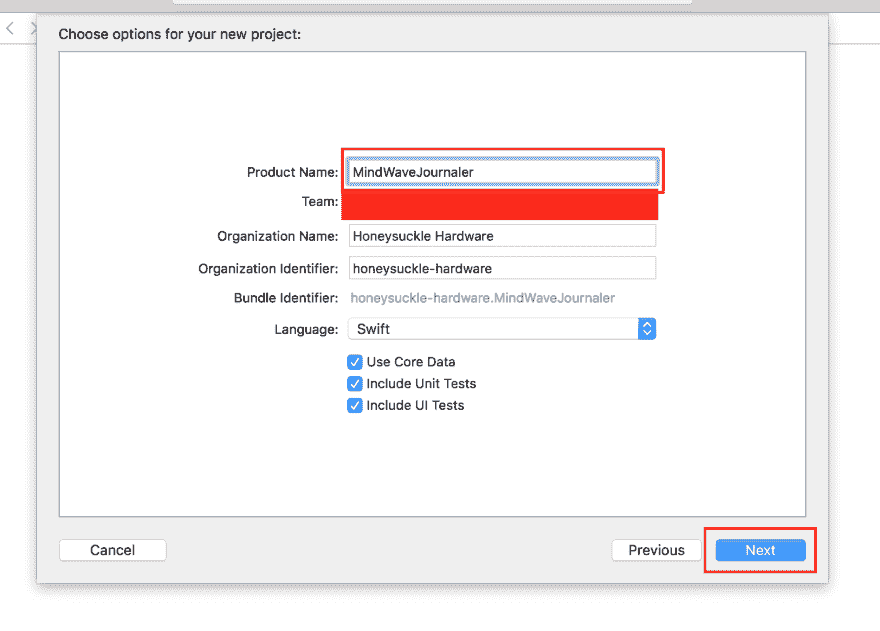 Choose options for your new project:
Product Name: MindWaveJournaler
Team:
Organization Name: Honeysuckle Hardware
Organization Identifier: honeysuckle-hardware
Bundle Identifier: honeysuckle-hardware.MindWaveJournaler
Language: Swift
Use Core Data
Include Unit Tests
Include UI Tests
Cancel Previous Next